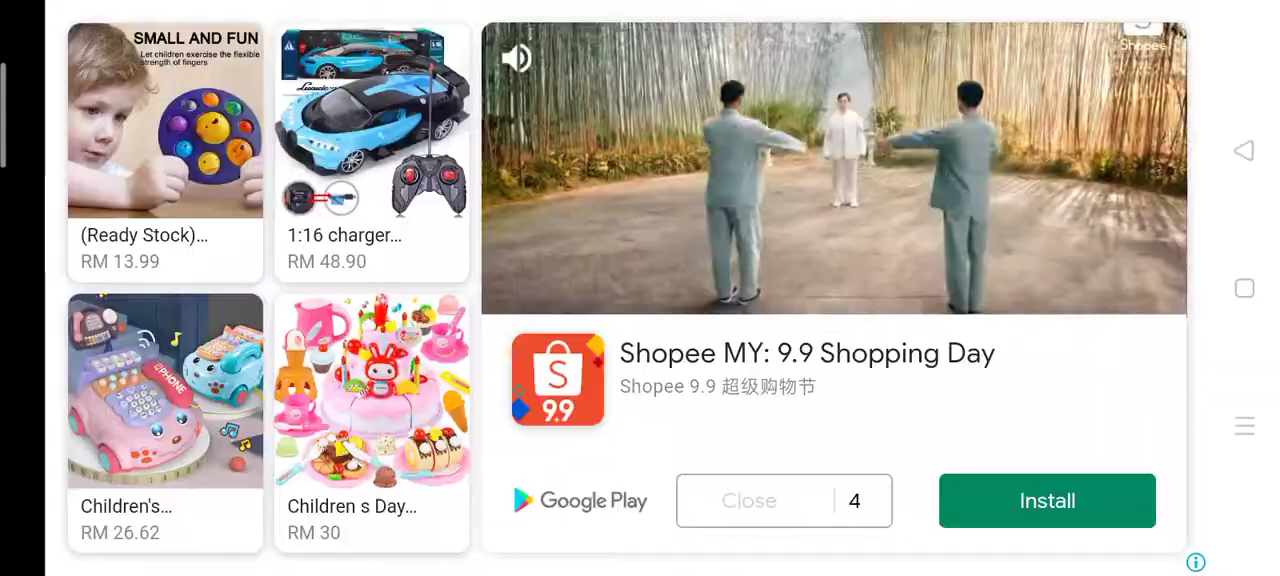 SMALL AND FUN
Let children exercise the flexible
strength of fingers
(Ready Stock)...
RM 13.99
1:16 charger...
RM 48.90
PHONE
Children's...
RM 26.62
Children s Day...
RM 30
Shopee
S
9.9
Shopee MY: 9.9 Shopping Day
Shopee 9.9 超级购物节
Google Play
Close
4
Install